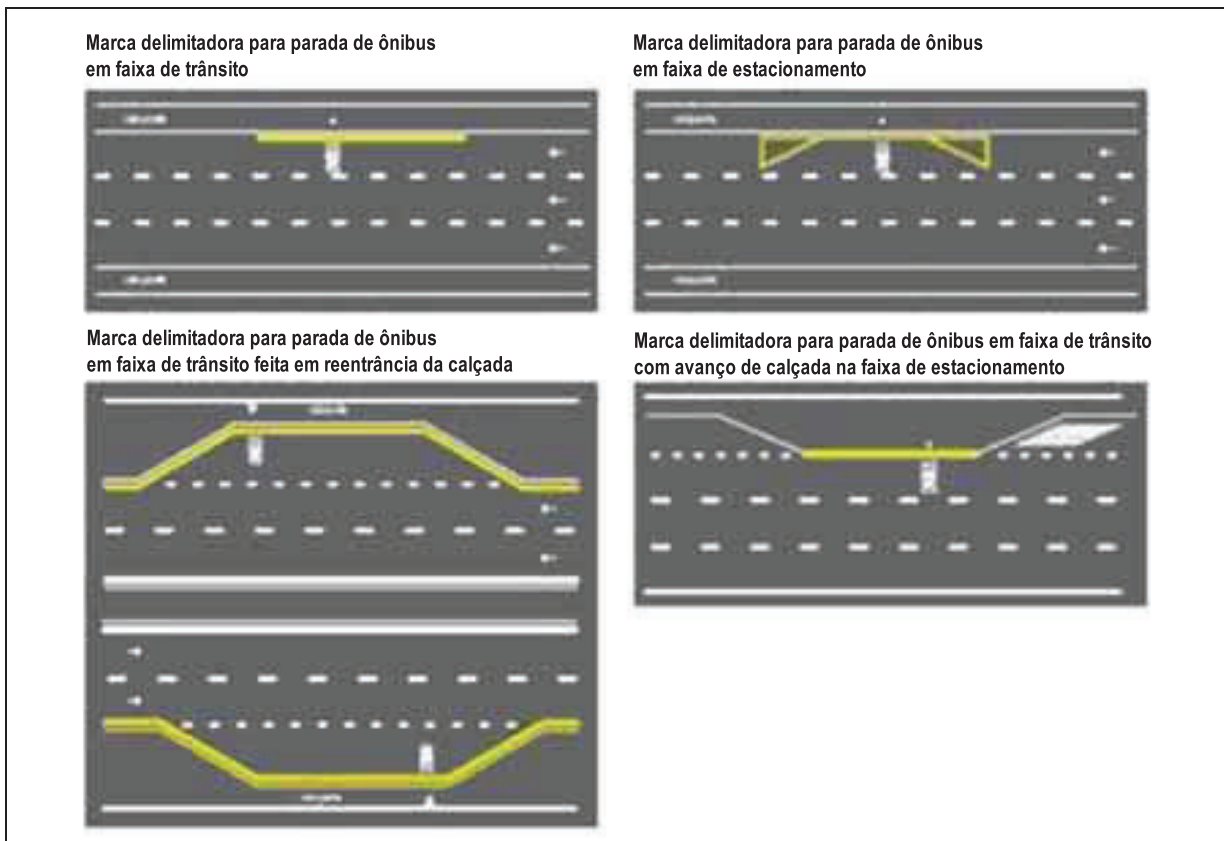 Marca delimitadora para parada de ônibus
em faixa de trânsito
Marca delimitadora para parada de ônibus
em faixa de estacionamento
Marca delimitadora para parada de ônibus
em faixa de trânsito feita em reentrância da calçada
Marca delimitadora para parada de ônibus em faixa de trânsito
com avanço de calçada na faixa de estacionamento